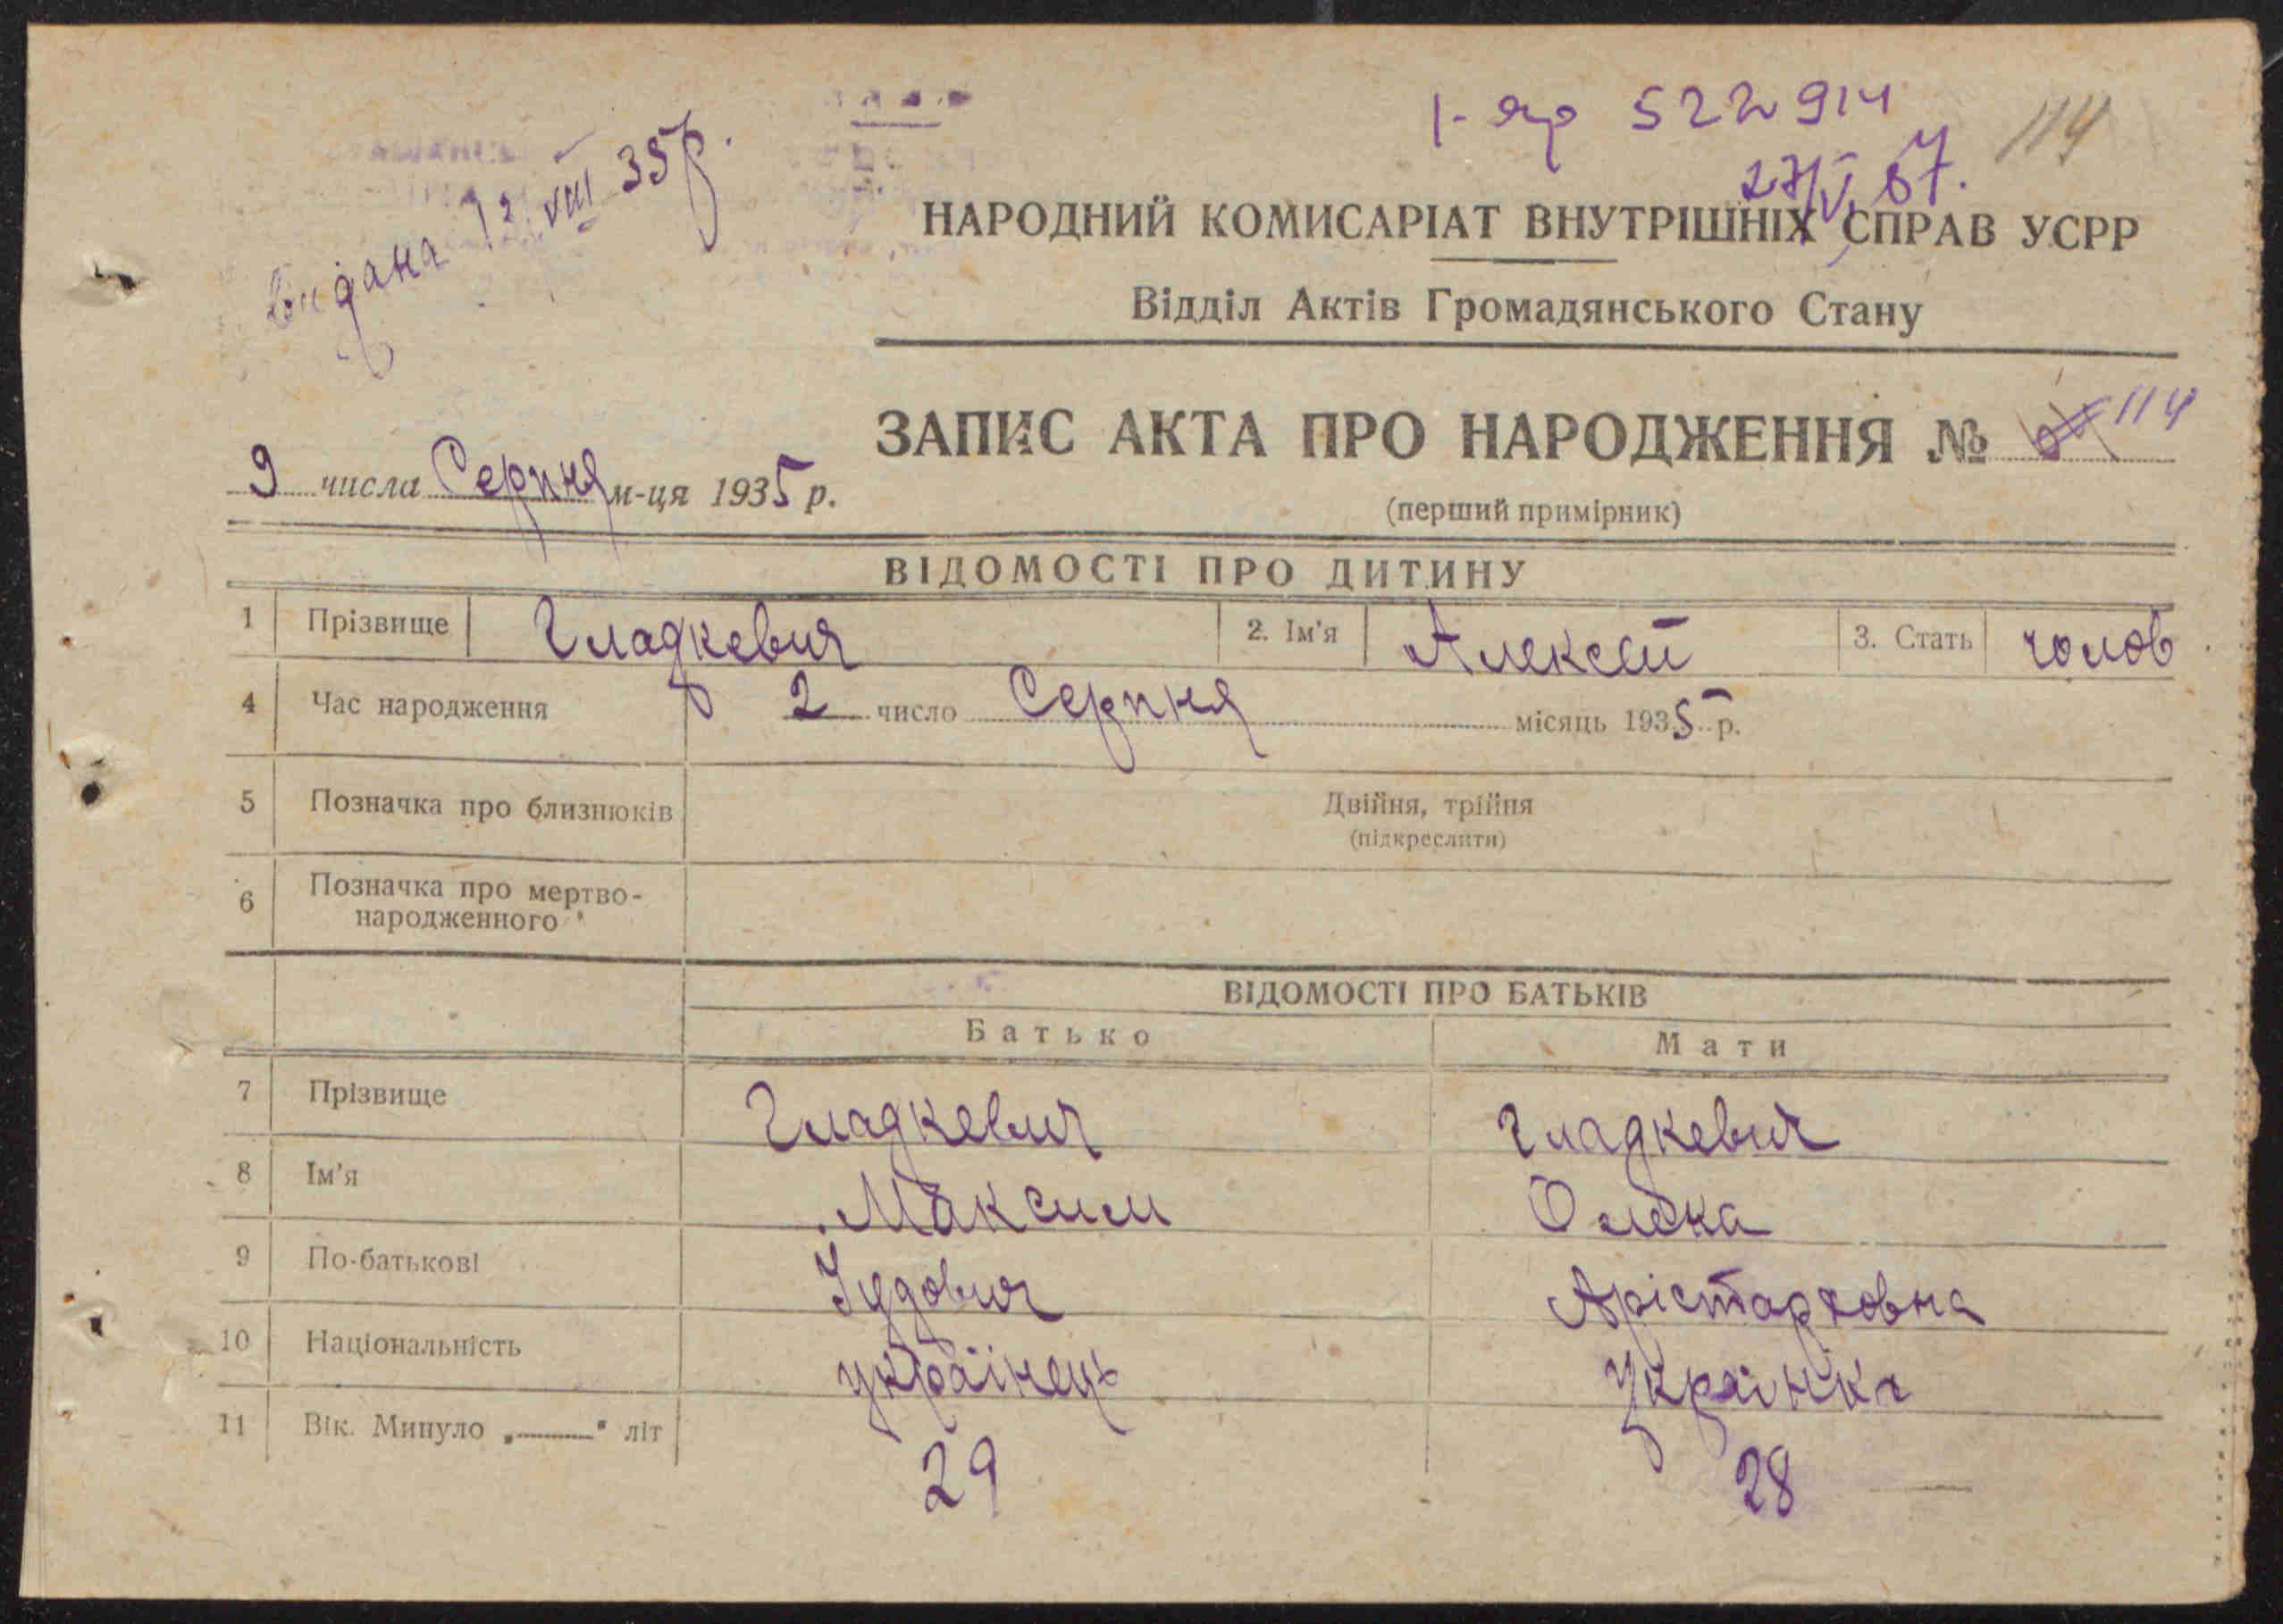 I-яр 522914
114
27/V 67.
Видана 12 VIII 35 р.
НАРОДНИЙ КОМИСАРІАТ ВНУТРІШНІХ СПРАВ УСРР
Відділ Актів Громадянського Стану
ЗАПИС АКТА ПРО НАРОДЖЕННЯ № 114
9 числа Серпня м-ця 1935 р.
(перший примірник)
ВІДОМОСТІ ПРО ДИТИНУ
1 Прізвище Гладкевич 2. Ім'я Алексей 3. Стать чолов
4 Час народження 2 число Серпня місяць 1935 р.
5 Позначка про близнюків Двійня, трійня
(підкреслити)
6 Позначка про мертво-
народженного
ВІДОМОСТІ ПРО БАТЬКІВ
Батько Мати
7 Прізвище Гладкевич Гладкевич
8 Ім'я Максим Олена
9 По-батькові Іудович Арістарховна
10 Національність українець Українка
11 Вік. Минуло „ " літ 29 28